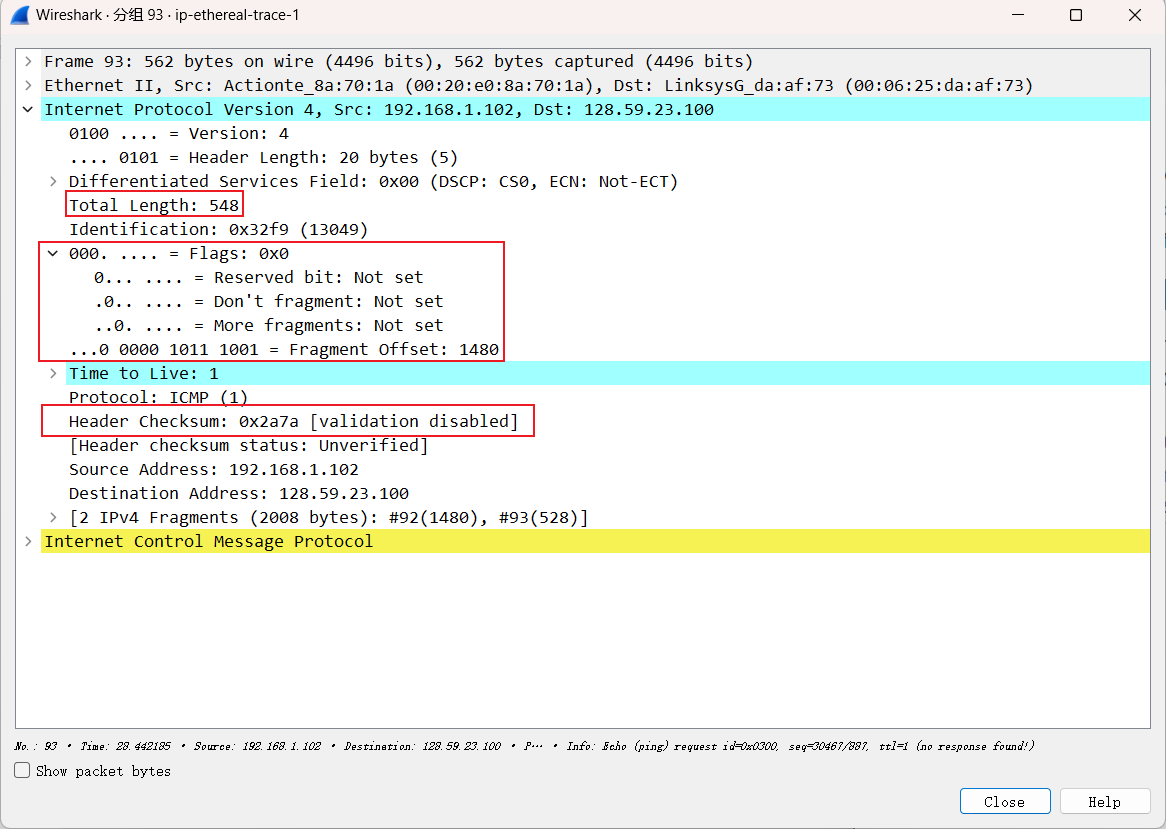 Wireshark · 分组 93 · ip-ethereal-trace-1
Frame 93: 562 bytes on wire (4496 bits), 562 bytes captured (4496 bits)
Ethernet II, Src: Actionte_8a:70:1a (00:20:e0:8a:70:1a), Dst: LinksysG_da:af:73 (00:06:25:da:af:73)
Internet Protocol Version 4, Src: 192.168.1.102, Dst: 128.59.23.100
0100 .... = Version: 4
.... 0101 = Header Length: 20 bytes (5)
Differentiated Services Field: 0x00 (DSCP: CS0, ECN: Not-ECT)
Total Length: 548
Identification: 0x32f9 (13049)
000. .... = Flags: 0x0
0... .... = Reserved bit: Not set
.0.. .... = Don't fragment: Not set
..0. .... = More fragments: Not set
...0 0000 1011 1001 = Fragment Offset: 1480
Time to Live: 1
Protocol: ICMP (1)
Header Checksum: 0x2a7a [validation disabled]
[Header checksum status: Unverified]
Source Address: 192.168.1.102
Destination Address: 128.59.23.100
[2 IPv4 Fragments (2008 bytes): #92(1480), #93(528)]
Internet Control Message Protocol
No.: 93 · Time: 28.442185 · Source: 192.168.1.102 · Destination: 128.59.23.100 · P··· · Info: Echo (ping) request id=0x0300, seq=30467/887, ttl=1 (no response found!)
Show packet bytes
Close
Help